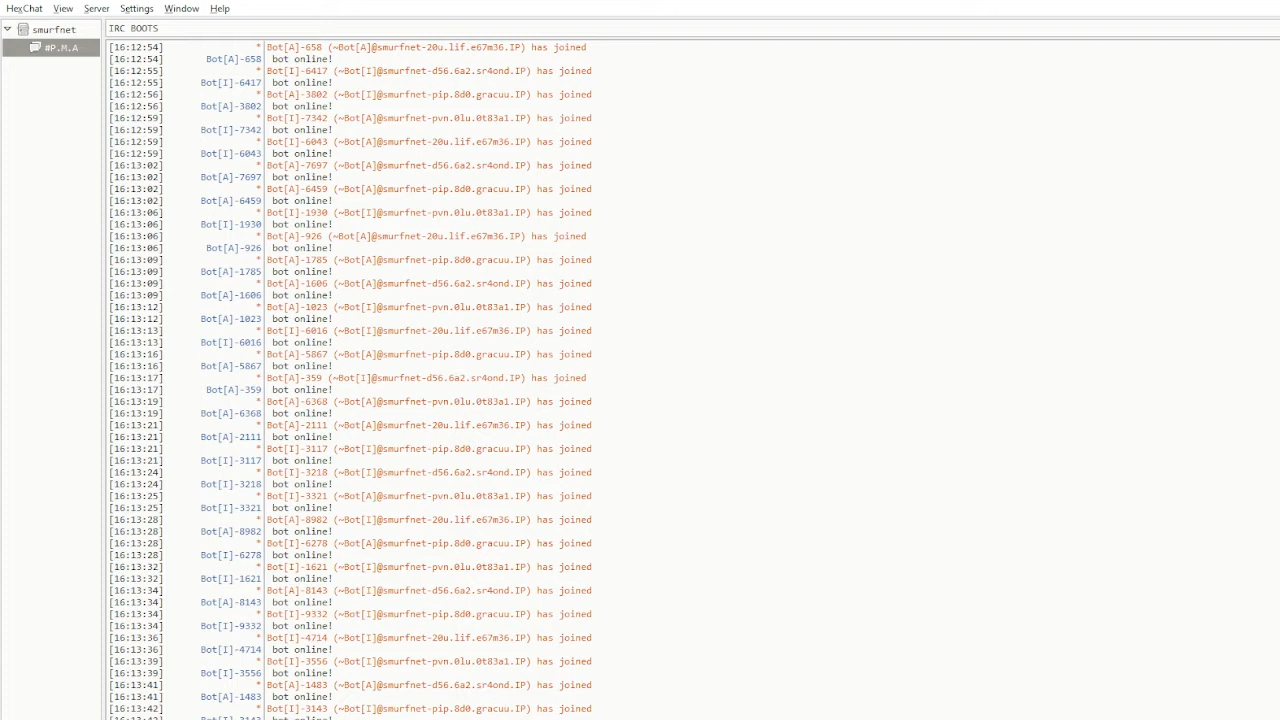 HexChat View Server Settings Window Help
smurfnet IRC BOOTS
#P.M.A
[16:12:54] * Bot[A]-658 (~Bot[A]@smurfnet-20u.lif.e67m36.IP) has joined
[16:12:54] Bot[A]-658 bot online!
[16:12:55] * Bot[I]-6417 (~Bot[I]@smurfnet-d56.6a2.sr4ond.IP) has joined
[16:12:55] Bot[I]-6417 bot online!
[16:12:56] * Bot[A]-3802 (~Bot[I]@smurfnet-pip.8d0.gracuu.IP) has joined
[16:12:56] Bot[A]-3802 bot online!
[16:12:59] * Bot[I]-7342 (~Bot[I]@smurfnet-pvn.0lu.0t83a1.IP) has joined
[16:12:59] Bot[I]-7342 bot online!
[16:12:59] * Bot[I]-6043 (~Bot[A]@smurfnet-20u.lif.e67m36.IP) has joined
[16:12:59] Bot[I]-6043 bot online!
[16:13:02] * Bot[A]-7697 (~Bot[A]@smurfnet-d56.6a2.sr4ond.IP) has joined
[16:13:02] Bot[A]-7697 bot online!
[16:13:02] * Bot[A]-6459 (~Bot[A]@smurfnet-pip.8d0.gracuu.IP) has joined
[16:13:02] Bot[A]-6459 bot online!
[16:13:06] * Bot[I]-1930 (~Bot[I]@smurfnet-pvn.0lu.0t83a1.IP) has joined
[16:13:06] Bot[I]-1930 bot online!
[16:13:06] * Bot[A]-926 (~Bot[A]@smurfnet-20u.lif.e67m36.IP) has joined
[16:13:06] Bot[A]-926 bot online!
[16:13:09] * Bot[A]-1785 (~Bot[A]@smurfnet-pip.8d0.gracuu.IP) has joined
[16:13:09] Bot[A]-1785 bot online!
[16:13:09] * Bot[A]-1606 (~Bot[A]@smurfnet-d56.6a2.sr4ond.IP) has joined
[16:13:09] Bot[A]-1606 bot online!
[16:13:12] * Bot[A]-1023 (~Bot[I]@smurfnet-pvn.0lu.0t83a1.IP) has joined
[16:13:12] Bot[A]-1023 bot online!
[16:13:13] * Bot[I]-6016 (~Bot[I]@smurfnet-20u.lif.e67m36.IP) has joined
[16:13:13] Bot[I]-6016 bot online!
[16:13:16] * Bot[A]-5867 (~Bot[A]@smurfnet-pip.8d0.gracuu.IP) has joined
[16:13:16] Bot[A]-5867 bot online!
[16:13:17] * Bot[A]-359 (~Bot[I]@smurfnet-d56.6a2.sr4ond.IP) has joined
[16:13:17] Bot[A]-359 bot online!
[16:13:19] * Bot[A]-6368 (~Bot[A]@smurfnet-pvn.0lu.0t83a1.IP) has joined
[16:13:19] Bot[A]-6368 bot online!
[16:13:21] * Bot[A]-2111 (~Bot[A]@smurfnet-20u.lif.e67m36.IP) has joined
[16:13:21] Bot[A]-2111 bot online!
[16:13:21] * Bot[I]-3117 (~Bot[I]@smurfnet-pip.8d0.gracuu.IP) has joined
[16:13:21] Bot[I]-3117 bot online!
[16:13:24] * Bot[I]-3218 (~Bot[I]@smurfnet-d56.6a2.sr4ond.IP) has joined
[16:13:24] Bot[I]-3218 bot online!
[16:13:25] * Bot[I]-3321 (~Bot[A]@smurfnet-pvn.0lu.0t83a1.IP) has joined
[16:13:25] Bot[I]-3321 bot online!
[16:13:28] * Bot[A]-8982 (~Bot[I]@smurfnet-20u.lif.e67m36.IP) has joined
[16:13:28] Bot[A]-8982 bot online!
[16:13:28] * Bot[I]-6278 (~Bot[A]@smurfnet-pip.8d0.gracuu.IP) has joined
[16:13:28] Bot[I]-6278 bot online!
[16:13:32] * Bot[I]-1621 (~Bot[I]@smurfnet-pvn.0lu.0t83a1.IP) has joined
[16:13:32] Bot[I]-1621 bot online!
[16:13:34] * Bot[A]-8143 (~Bot[I]@smurfnet-d56.6a2.sr4ond.IP) has joined
[16:13:34] Bot[A]-8143 bot online!
[16:13:34] * Bot[I]-9332 (~Bot[I]@smurfnet-pip.8d0.gracuu.IP) has joined
[16:13:34] Bot[I]-9332 bot online!
[16:13:36] * Bot[I]-4714 (~Bot[I]@smurfnet-20u.lif.e67m36.IP) has joined
[16:13:36] Bot[I]-4714 bot online!
[16:13:39] * Bot[I]-3556 (~Bot[I]@smurfnet-pvn.0lu.0t83a1.IP) has joined
[16:13:39] Bot[I]-3556 bot online!
[16:13:41] * Bot[A]-1483 (~Bot[A]@smurfnet-d56.6a2.sr4ond.IP) has joined
[16:13:41] Bot[A]-1483 bot online!
[16:13:42] * Bot[I]-3143 (~Bot[A]@smurfnet-pip.8d0.gracuu.IP) has joined
[16:13:42] Bot[I]-3143 bot online!